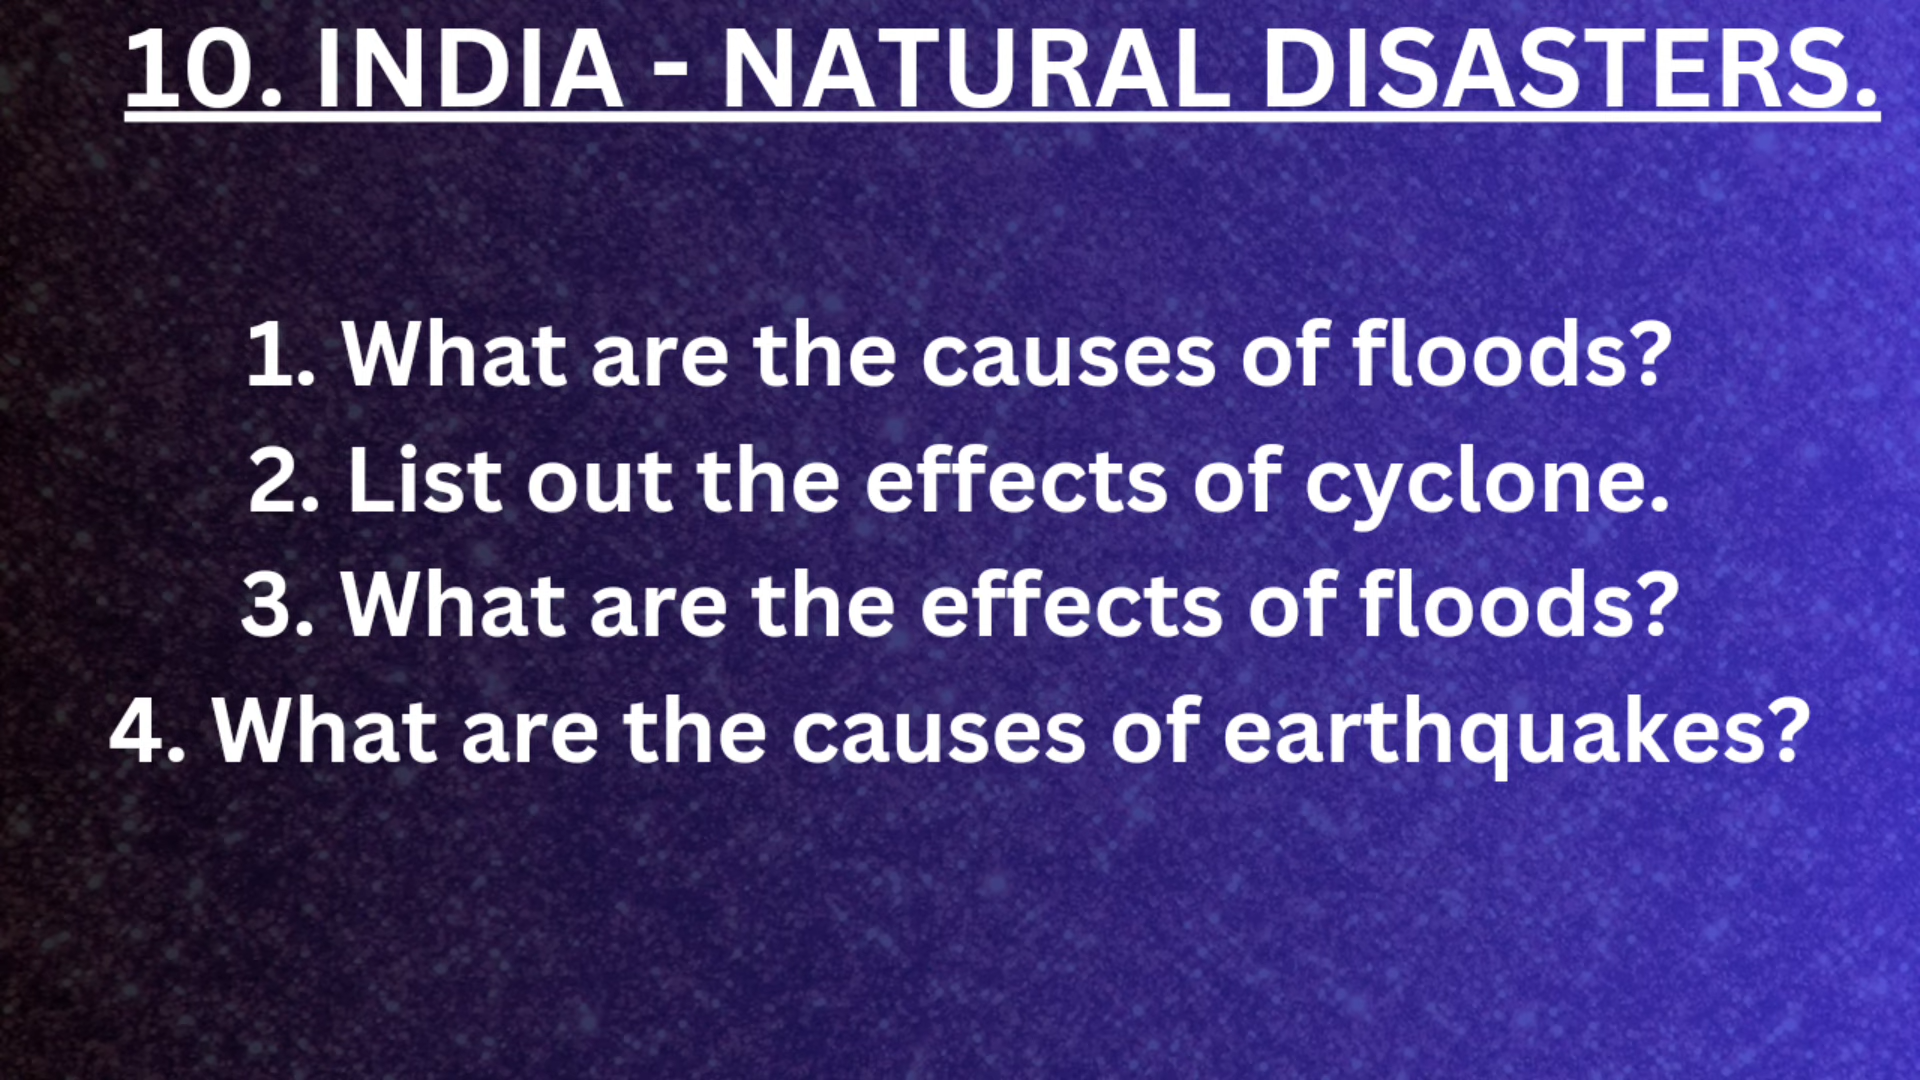 10. INDIA - NATURAL DISASTERS.
1. What are the causes of floods?
2. List out the effects of cyclone.
3. What are the effects of floods?
4. What are the causes of earthquakes?